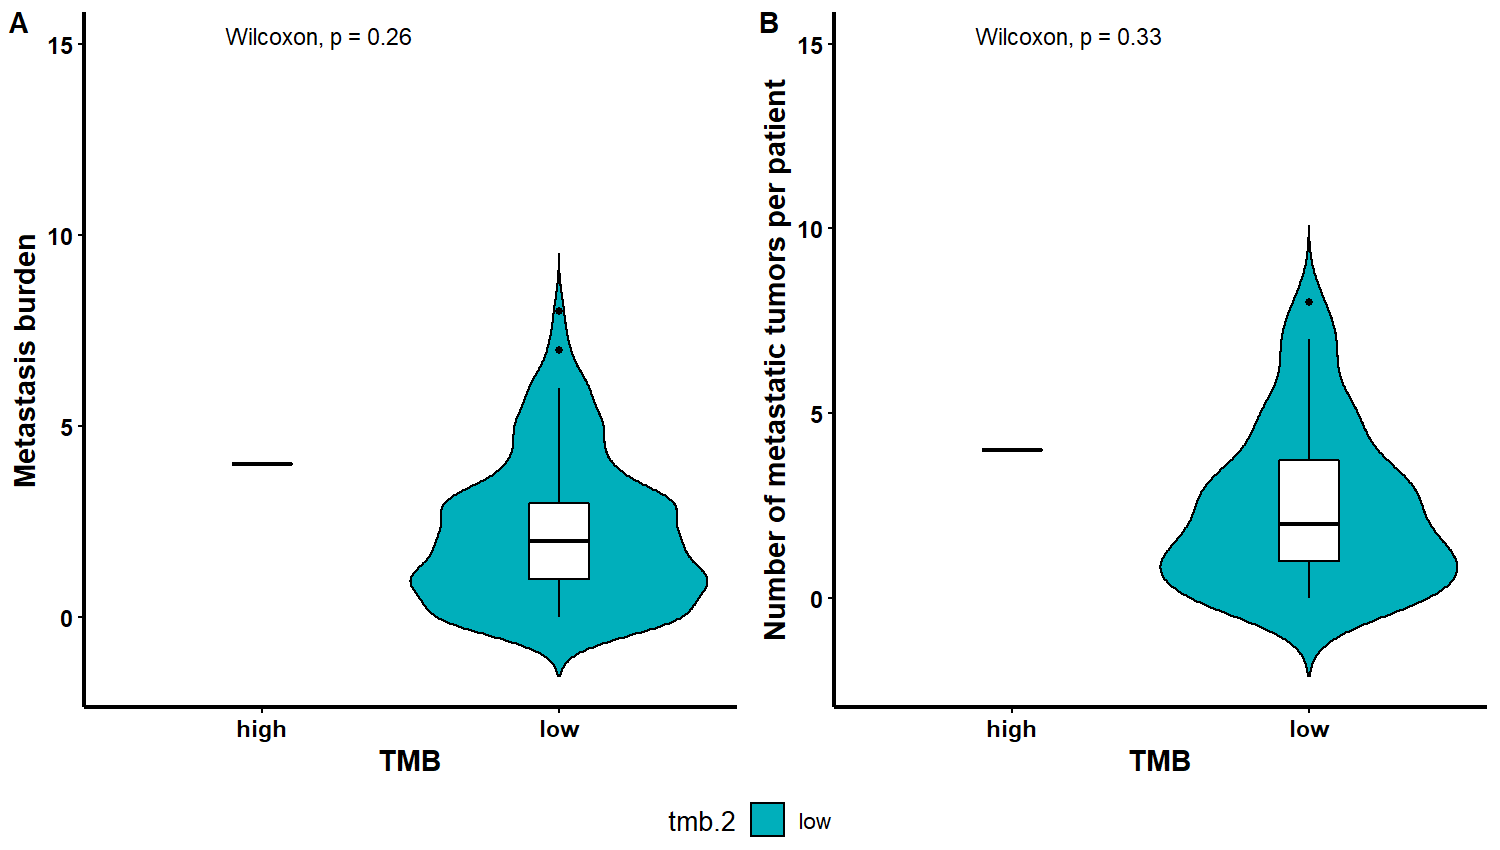 A
Wilcoxon, p = 0.26
15
10
5
0
Metastasis burden
high
low
TMB
B
Wilcoxon, p = 0.33
15
10
5
0
Number of metastatic tumors per patient
high
low
TMB
tmb.2
low